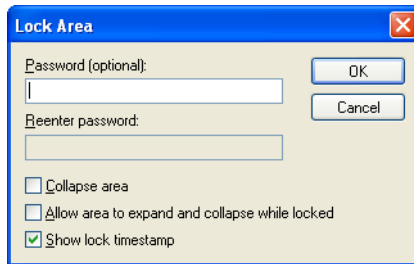 Lock Area
Password (optional):
OK
Cancel
Reenter password:
Collapse area
Allow area to expand and collapse while locked
Show lock timestamp